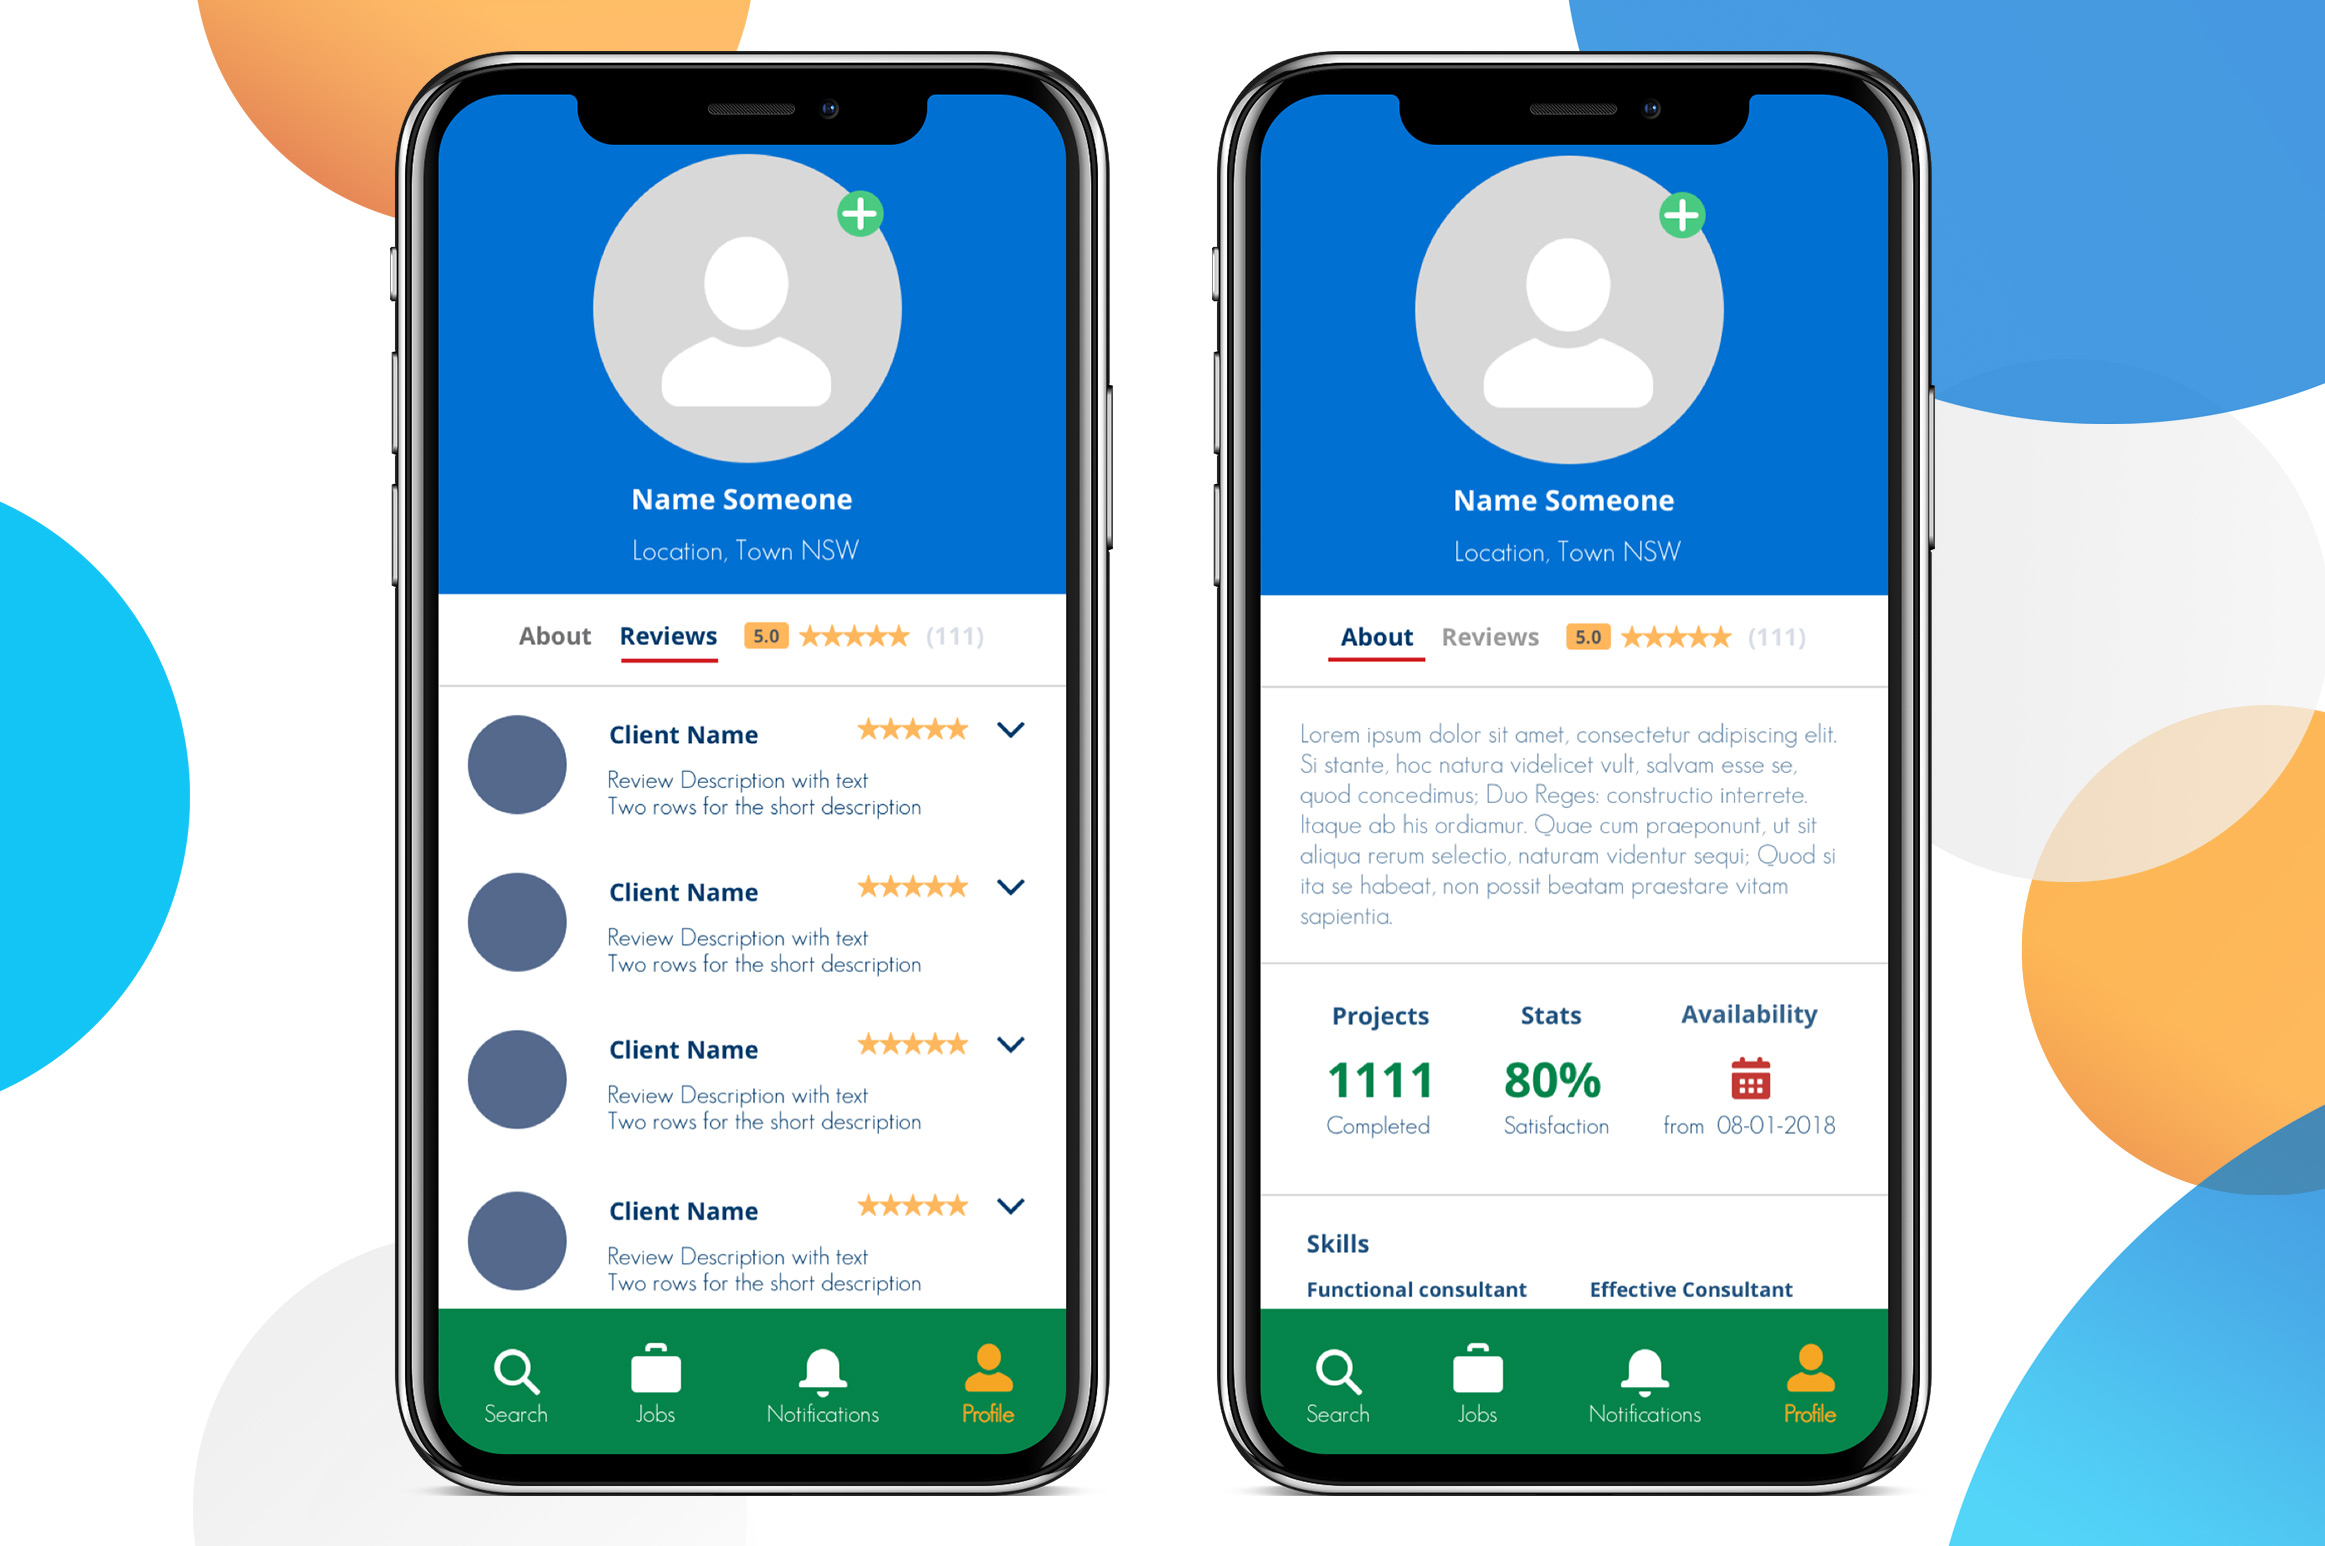 Name Someone
Location, Town NSW
About Reviews 5.0 (111)
Client Name
Review Description with text
Two rows for the short description
Client Name
Review Description with text
Two rows for the short description
Client Name
Review Description with text
Two rows for the short description
Client Name
Review Description with text
Two rows for the short description
Search Jobs Notifications Profile
Name Someone
Location, Town NSW
About Reviews 5.0 (111)
Lorem ipsum dolor sit amet, consectetur adipiscing elit.
Si stante, hoc natura videlicet vult, salvam esse se,
quod concedimus; Duo Reges: constructio interrete.
Itaque ab his ordiamur. Quae cum praeponunt, ut sit
aliqua rerum selectio, naturam videntur sequi; Quod si
ita se habeat, non possit beatam praestare vitam
sapientia.
Projects Stats Availability
1111 80%
Completed Satisfaction from 08-01-2018
Skills
Functional consultant Effective Consultant
Search Jobs Notifications Profile